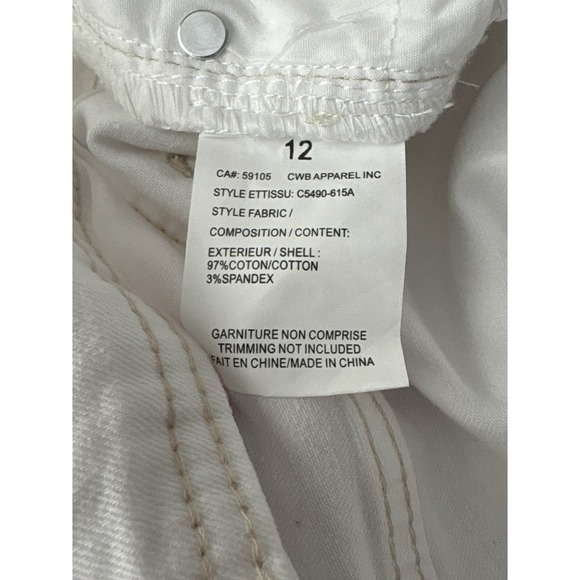 12
CA#: 59105 CWB APPAREL INC
STYLE ETTISSU: C5490-615A
STYLE FABRIC /
COMPOSITION / CONTENT:
EXTERIEUR / SHELL :
97%COTON/COTTON
3%SPANDEX
GARNITURE NON COMPRISE
TRIMMING NOT INCLUDED
FAIT EN CHINE/MADE IN CHINA